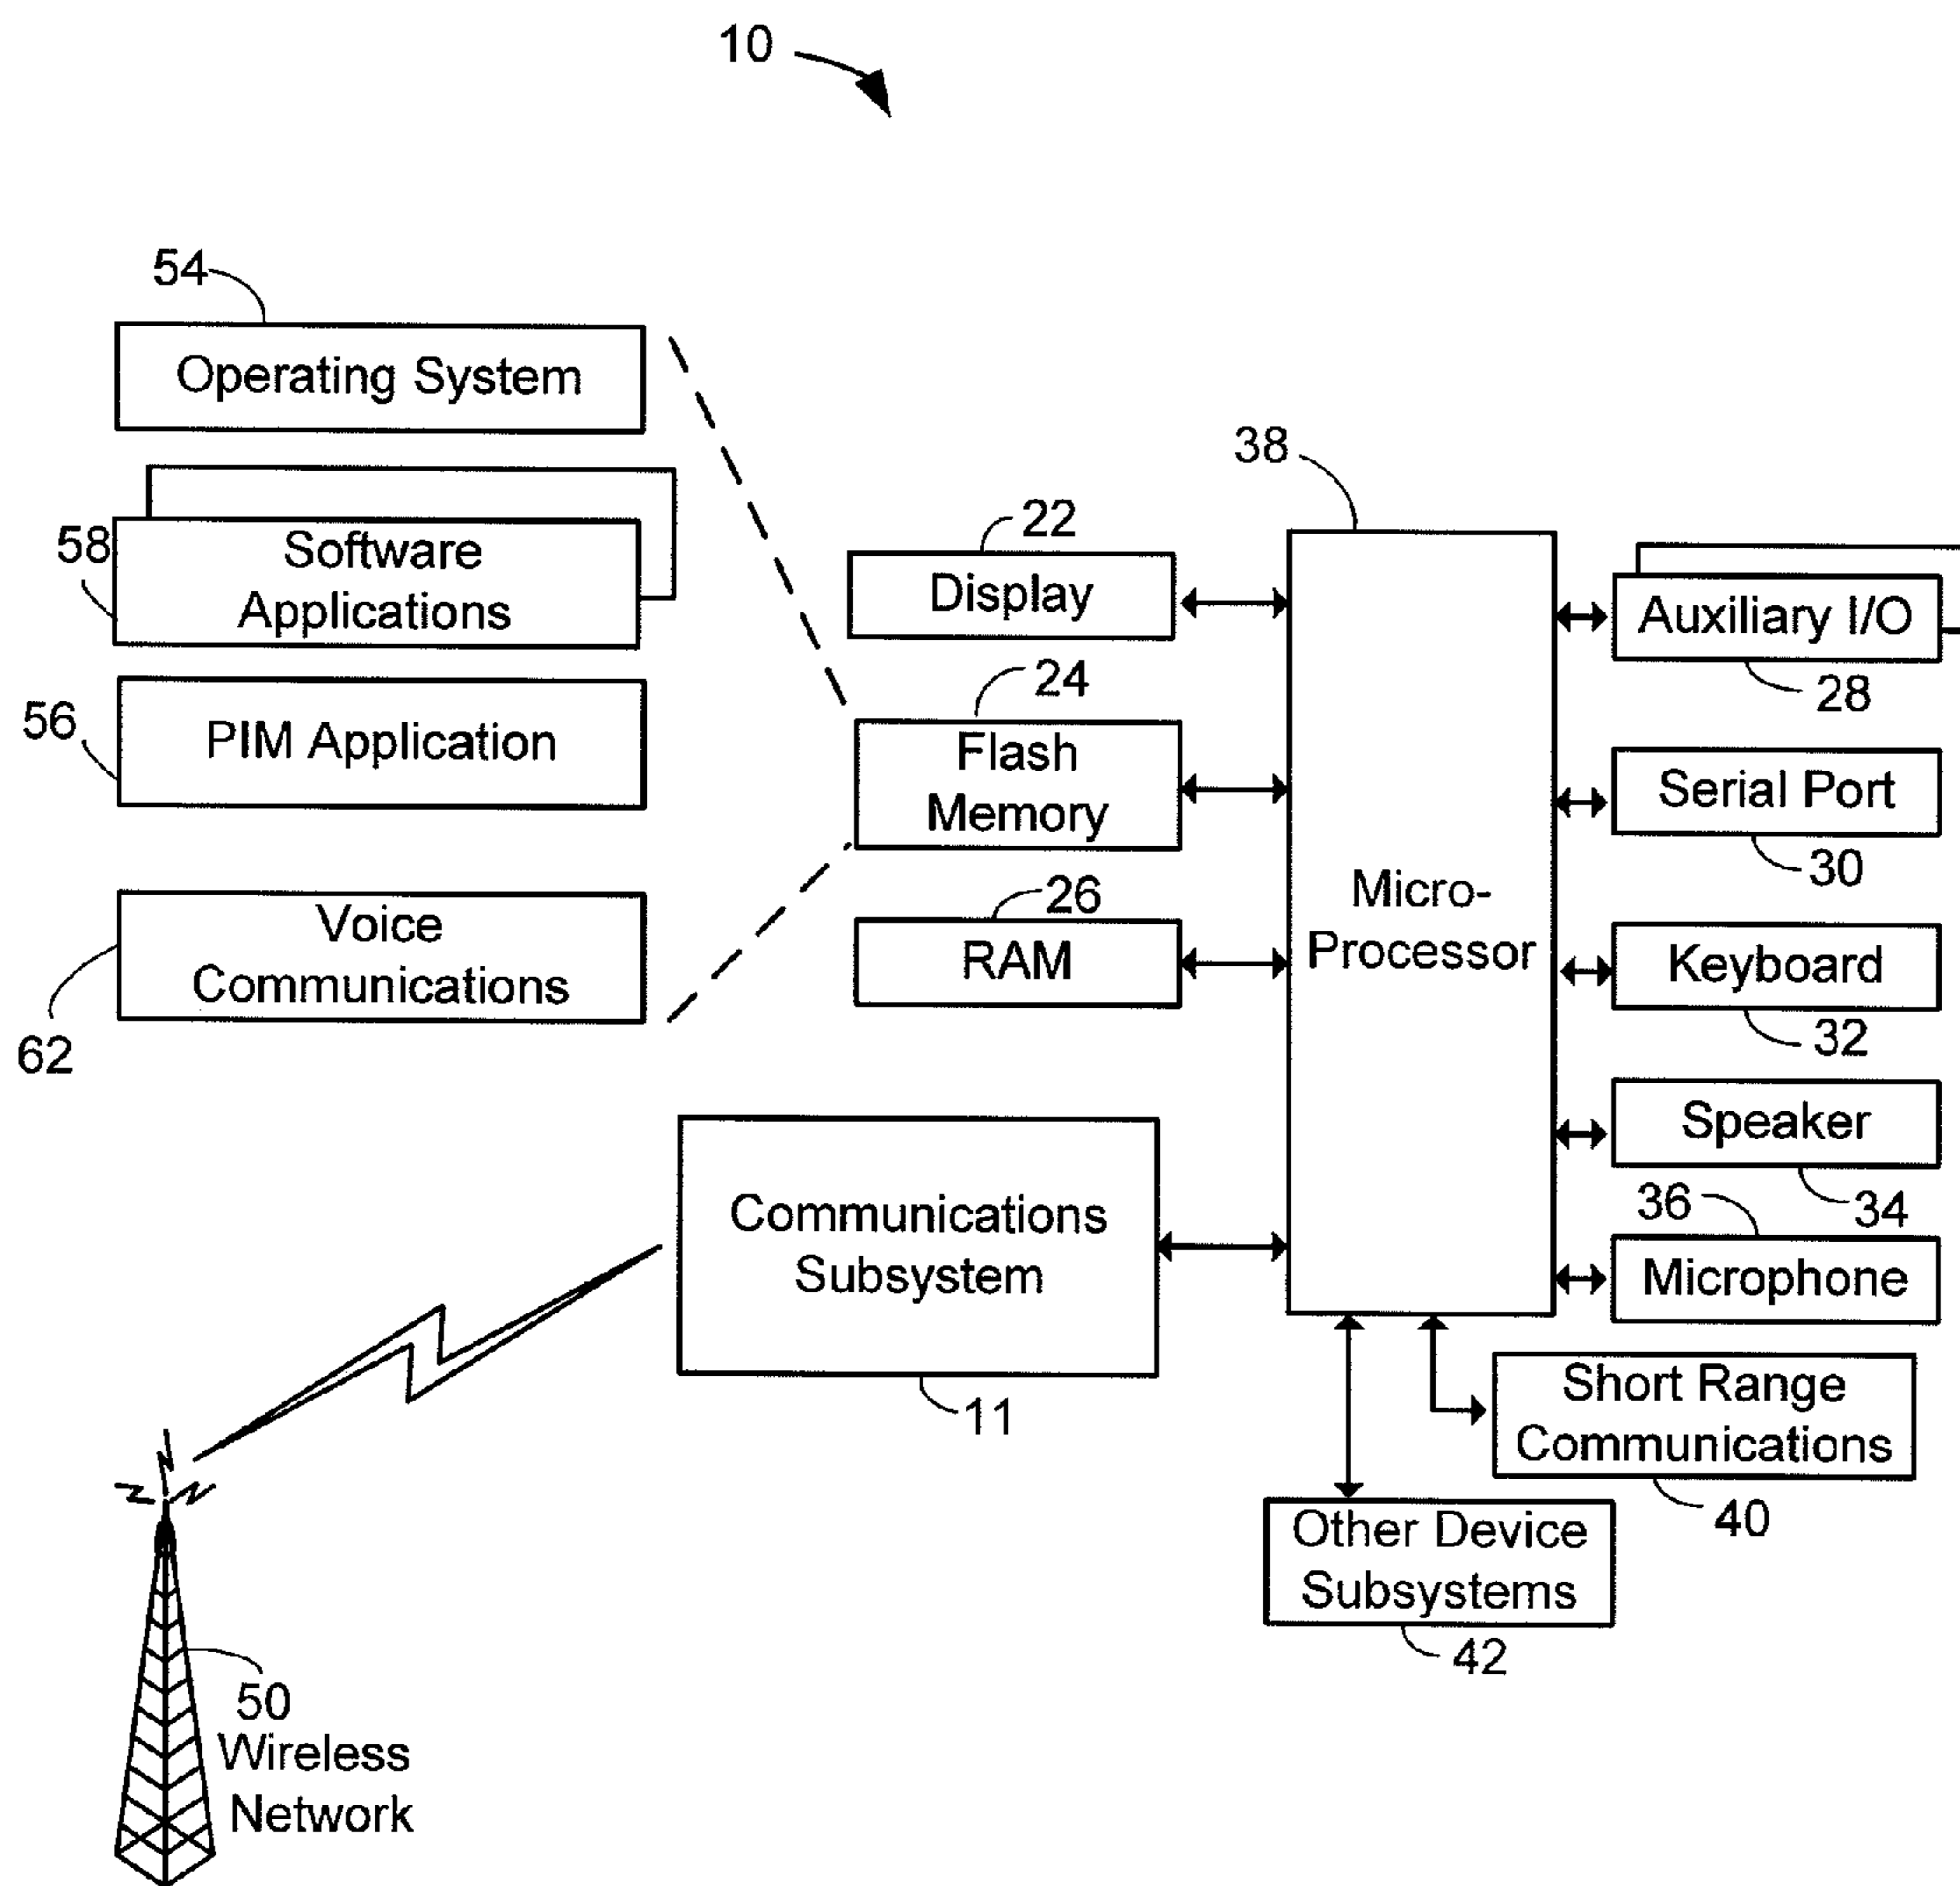 10
54
Operating System
58
Software
Applications
56
PIM Application
Voice
Communications
62
22
Display
24
Flash
Memory
26
RAM
38
Micro-
Processor
Auxiliary I/O
28
Serial Port
30
Keyboard
32
Speaker
34
36
Microphone
Communications
Subsystem
11
Short Range
Communications
40
Other Device
Subsystems
42
50
Wireless
Network